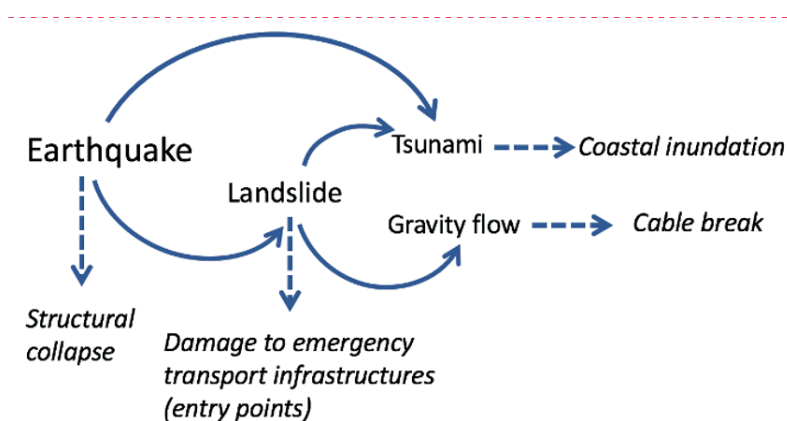 Earthquake
Tsunami
Coastal inundation
Landslide
Gravity flow
Cable break
Structural
collapse
Damage to emergency
transport infrastructures
(entry points)